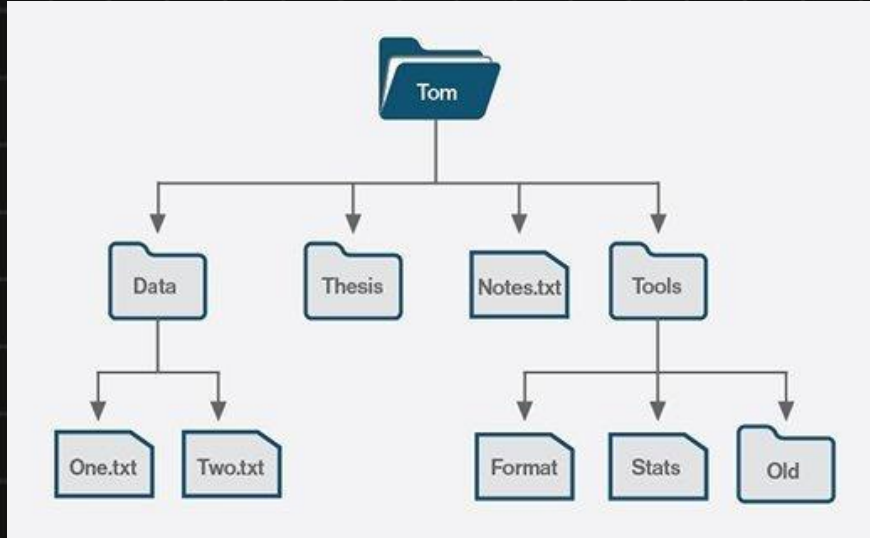 Tom
Data
Thesis
Notes.txt
Tools
One.txt
Two.txt
Format
Stats
Old